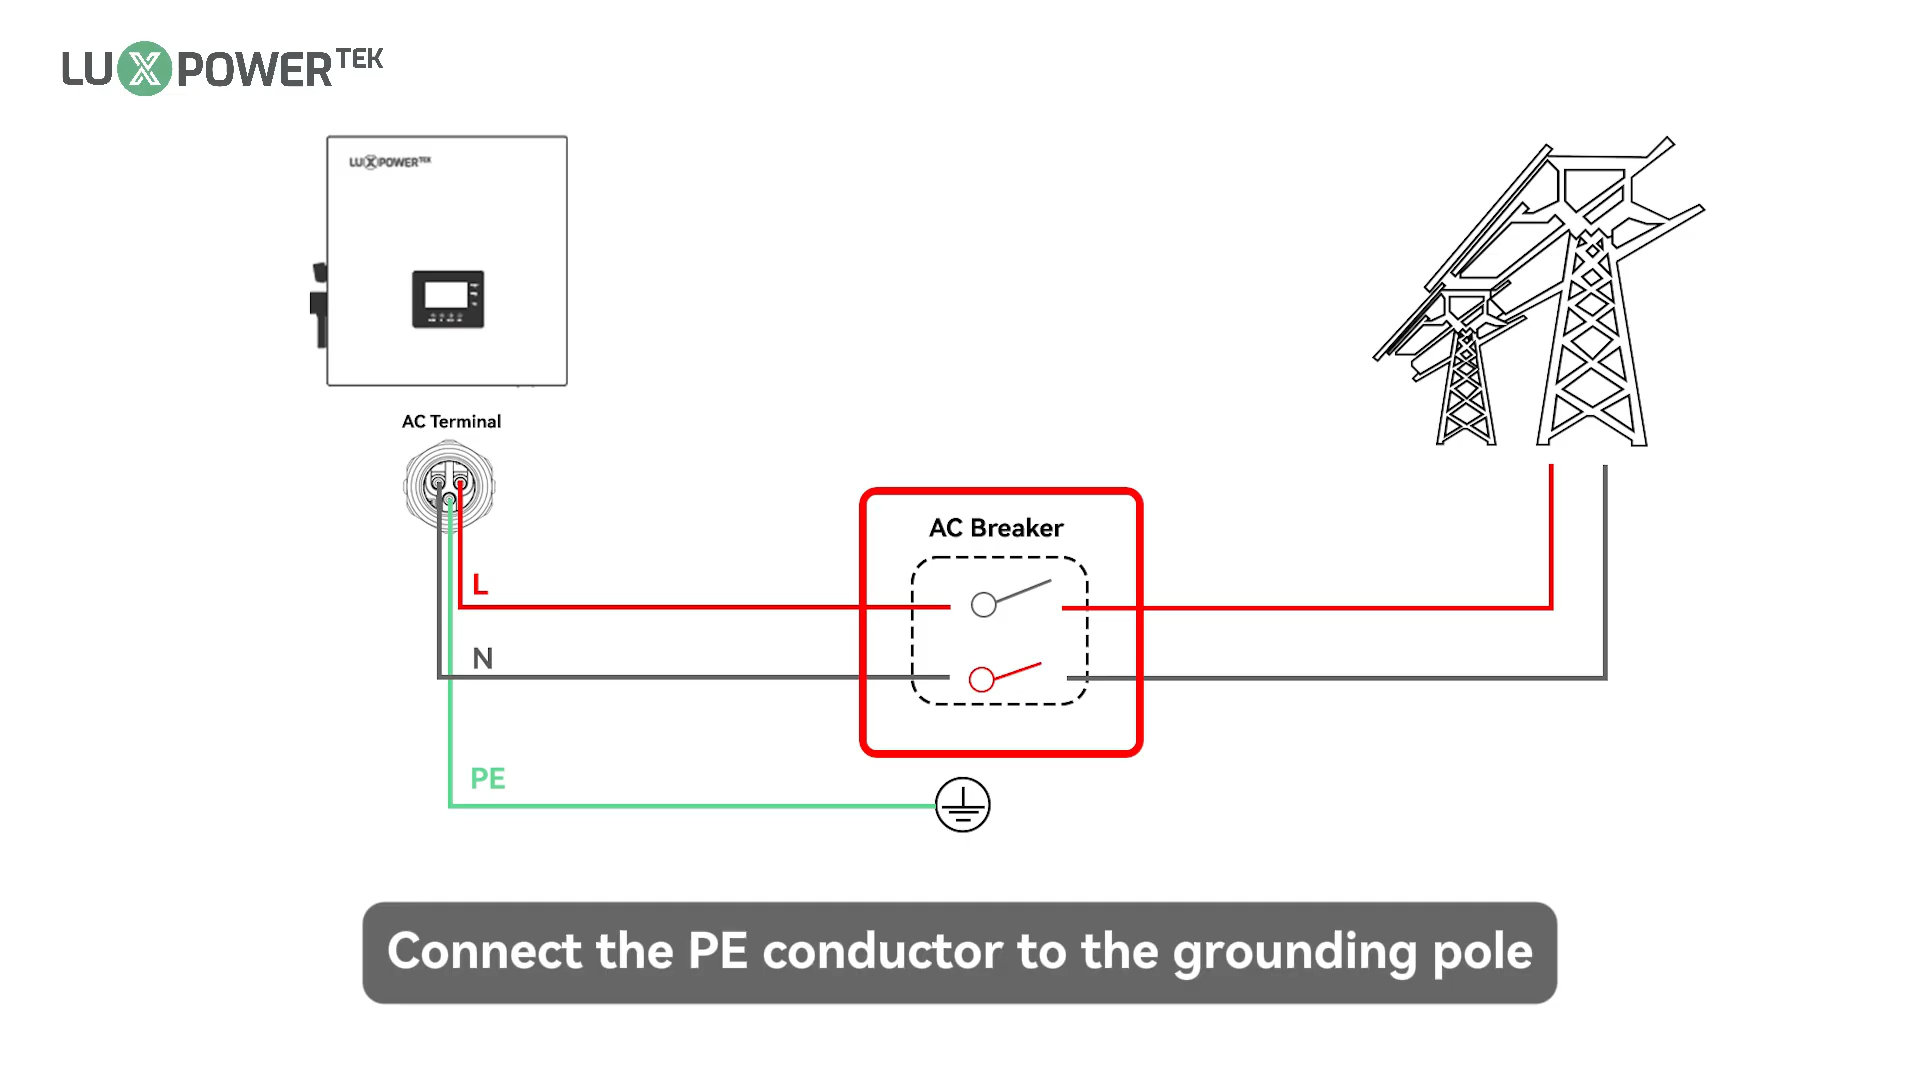 LUXPOWERTEK
LUXPOWERTEK
AC Terminal
AC Breaker
L
N
PE
Connect the PE conductor to the grounding pole